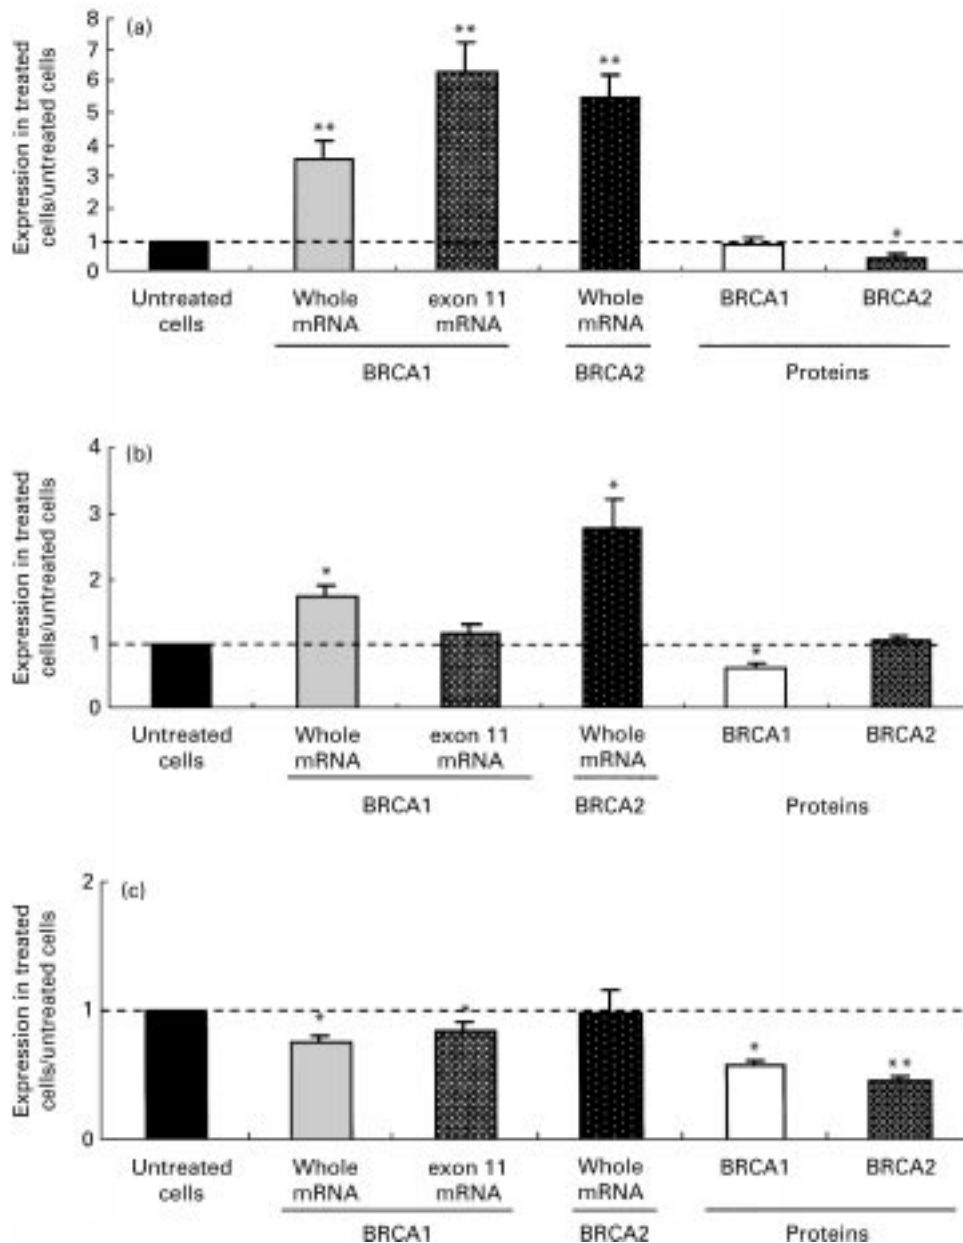 (a)
Expression in treated
cells/untreated cells
8
7
6
5
4
3
2
1
0
**
**
**
*
Untreated
cells
Whole
mRNA
exon 11
mRNA
Whole
mRNA
BRCA1
BRCA2
BRCA1
BRCA2
Proteins
(b)
Expression in treated
cells/untreated cells
4
3
2
1
0
*
*
*
Untreated
cells
Whole
mRNA
exon 11
mRNA
Whole
mRNA
BRCA1
BRCA2
BRCA1
BRCA2
Proteins
(c)
Expression in treated
cells/untreated cells
2
1
0
*
*
*
**
Untreated
cells
Whole
mRNA
exon 11
mRNA
Whole
mRNA
BRCA1
BRCA2
BRCA1
BRCA2
Proteins